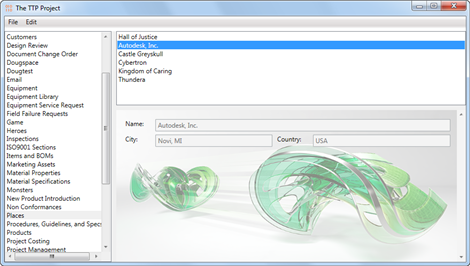 The TTP Project
File Edit
Customers
Design Review
Document Change Order
Dougspace
Dougtest
Email
Equipment
Equipment Library
Equipment Service Request
Field Failure Requests
Game
Heroes
Inspections
ISO9001 Sections
Items and BOMs
Marketing Assets
Material Properties
Material Specifications
Monsters
New Product Introduction
Non Conformances
Places
Procedures, Guidelines, and Specs
Products
Project Costing
Project Management
Hall of Justice
Autodesk, Inc.
Castle Greyskull
Cybertron
Kingdom of Caring
Thundera
Name: Autodesk, Inc.
City: Novi, MI Country: USA